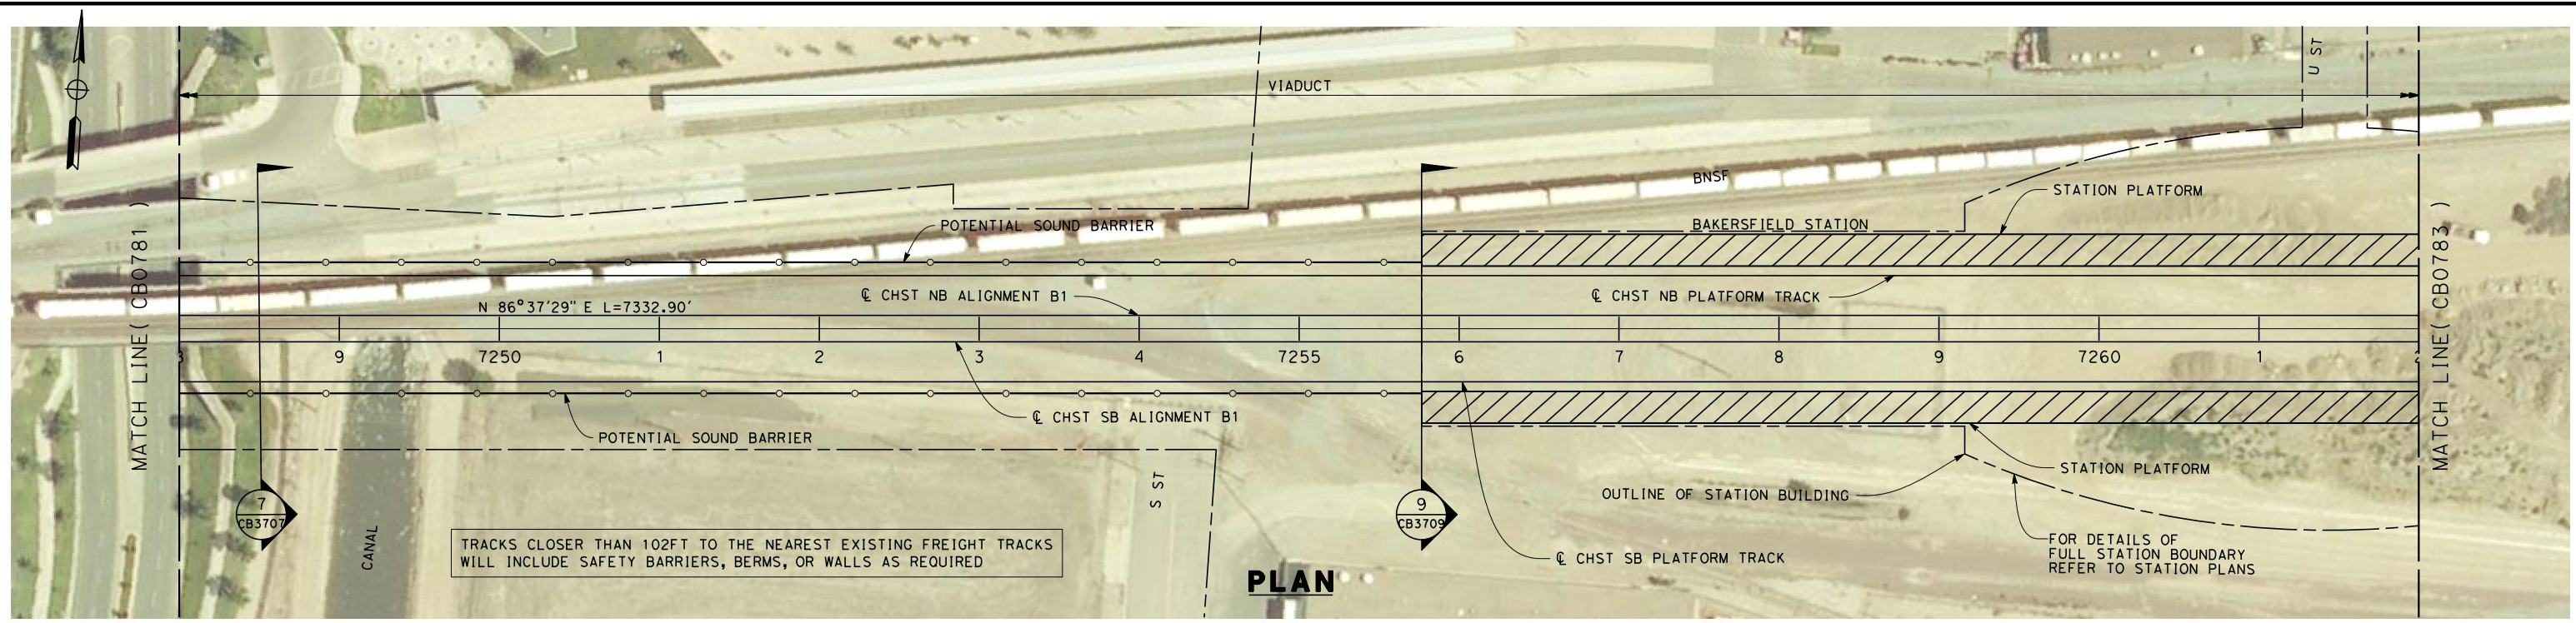 U ST
VIADUCT
BNSF
STATION PLATFORM
POTENTIAL SOUND BARRIER
BAKERSFIELD STATION
MATCH LINE( CB0781 )
MATCH LINE( CB0783 )
℄ CHST NB ALIGNMENT B1
℄ CHST NB PLATFORM TRACK
N 86°37'29" E L=7332.90'
9 7250 1 2 3 4 7255 6 7 8 9 7260 1
℄ CHST SB ALIGNMENT B1
POTENTIAL SOUND BARRIER
STATION PLATFORM
S ST
OUTLINE OF STATION BUILDING
7
CB3707
9
CB3709
CANAL
TRACKS CLOSER THAN 102FT TO THE NEAREST EXISTING FREIGHT TRACKS
WILL INCLUDE SAFETY BARRIERS, BERMS, OR WALLS AS REQUIRED
℄ CHST SB PLATFORM TRACK
FOR DETAILS OF
FULL STATION BOUNDARY
REFER TO STATION PLANS
PLAN